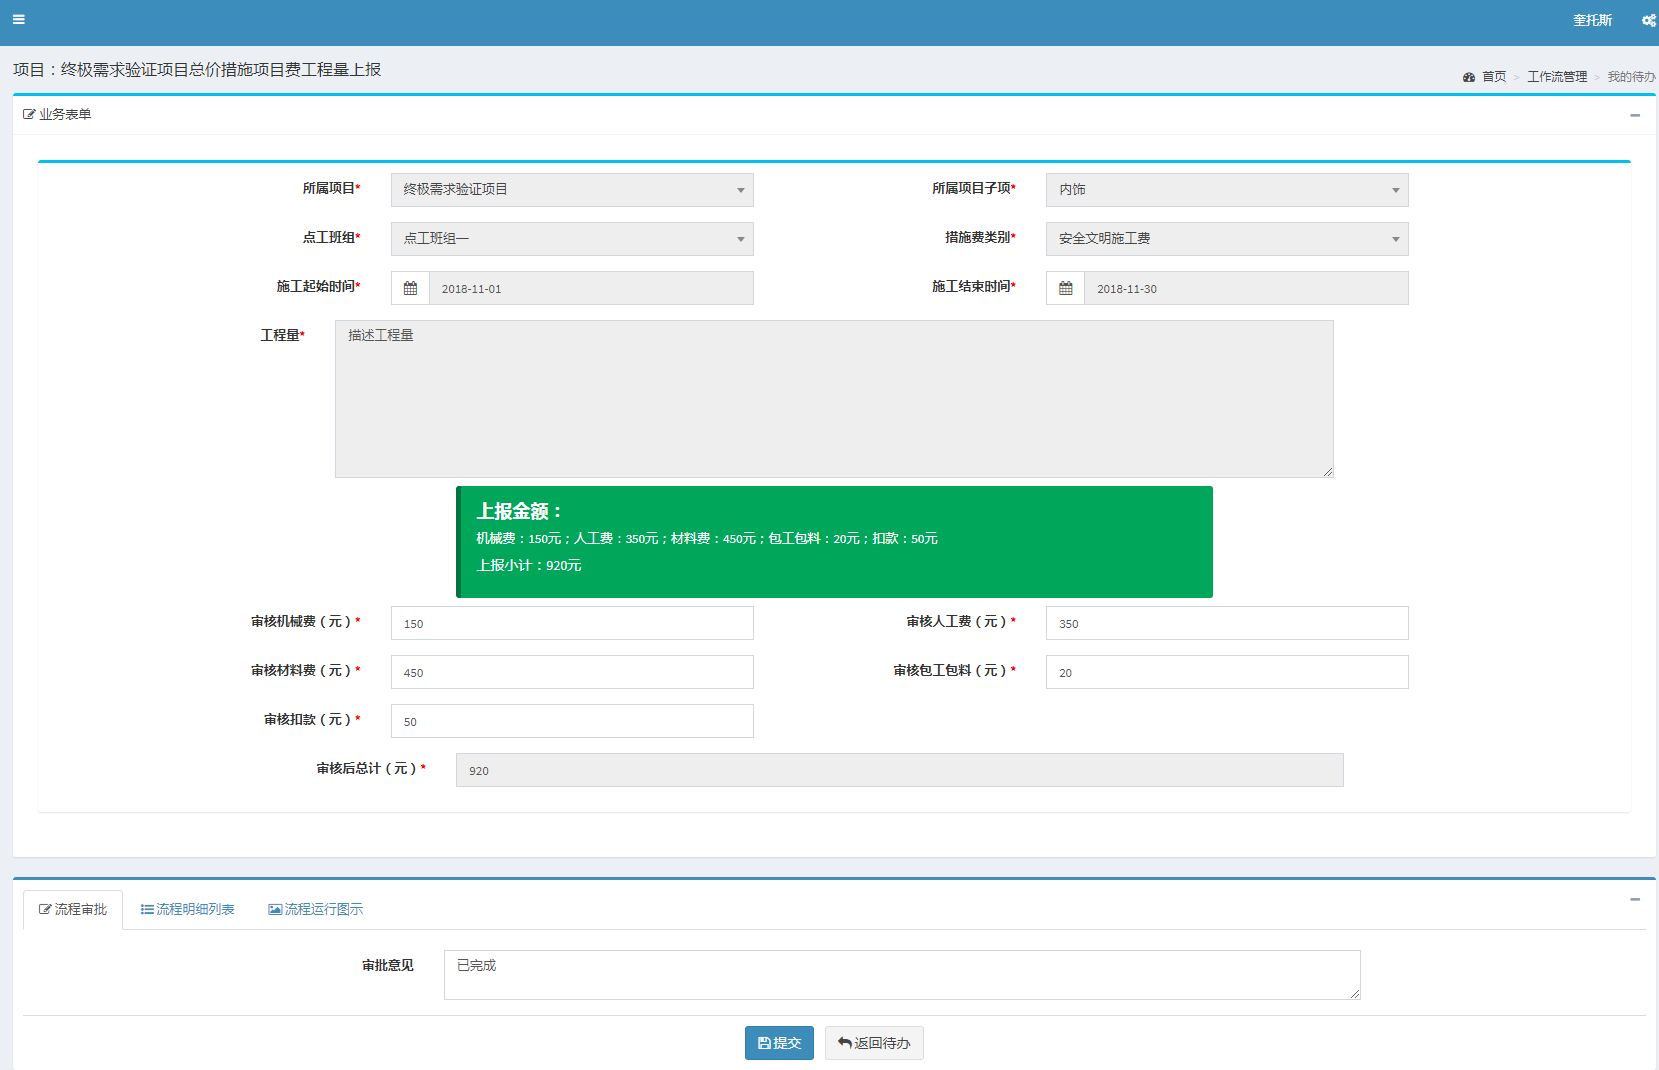 奎托斯
项目：终极需求验证项目总价措施项目费工程量上报
首页 > 工作流管理 > 我的待办
业务表单
所属项目* 终极需求验证项目 所属项目子项* 内饰
点工班组* 点工班组一 措施费类别* 安全文明施工费
施工起始时间* 2018-11-01 施工结束时间* 2018-11-30
工程量* 描述工程量
上报金额：
机械费：150元；人工费：350元；材料费：450元；包工包料：20元；扣款：50元
上报小计：920元
审核机械费（元）* 150 审核人工费（元）* 350
审核材料费（元）* 450 审核包工包料（元）* 20
审核扣款（元）* 50
审核后总计（元）* 920
流程审批 流程明细列表 流程运行图示
审批意见 已完成
提交 返回待办